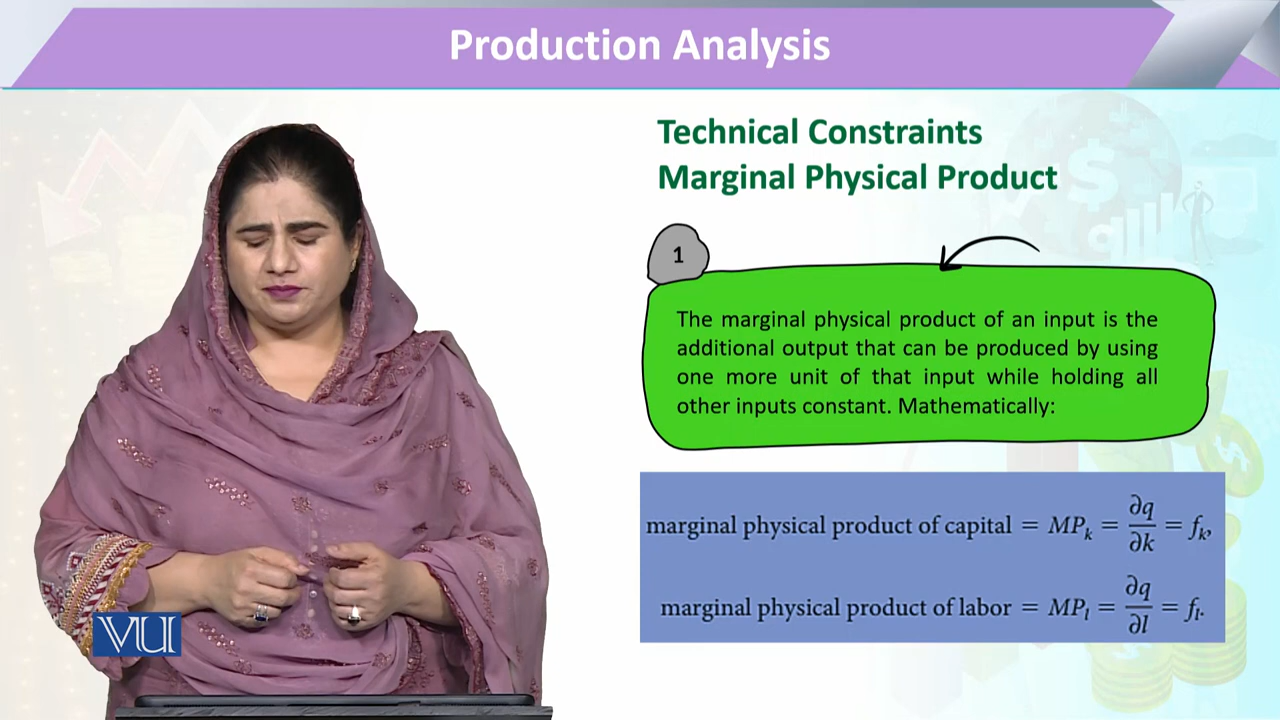 Production Analysis
Technical Constraints
Marginal Physical Product
1
The marginal physical product of an input is the
additional output that can be produced by using
one more unit of that input while holding all
other inputs constant. Mathematically:
marginal physical product of capital = MPₖ = ∂q/∂k = fₖ,
marginal physical product of labor = MPₗ = ∂q/∂l = fₗ.
VU